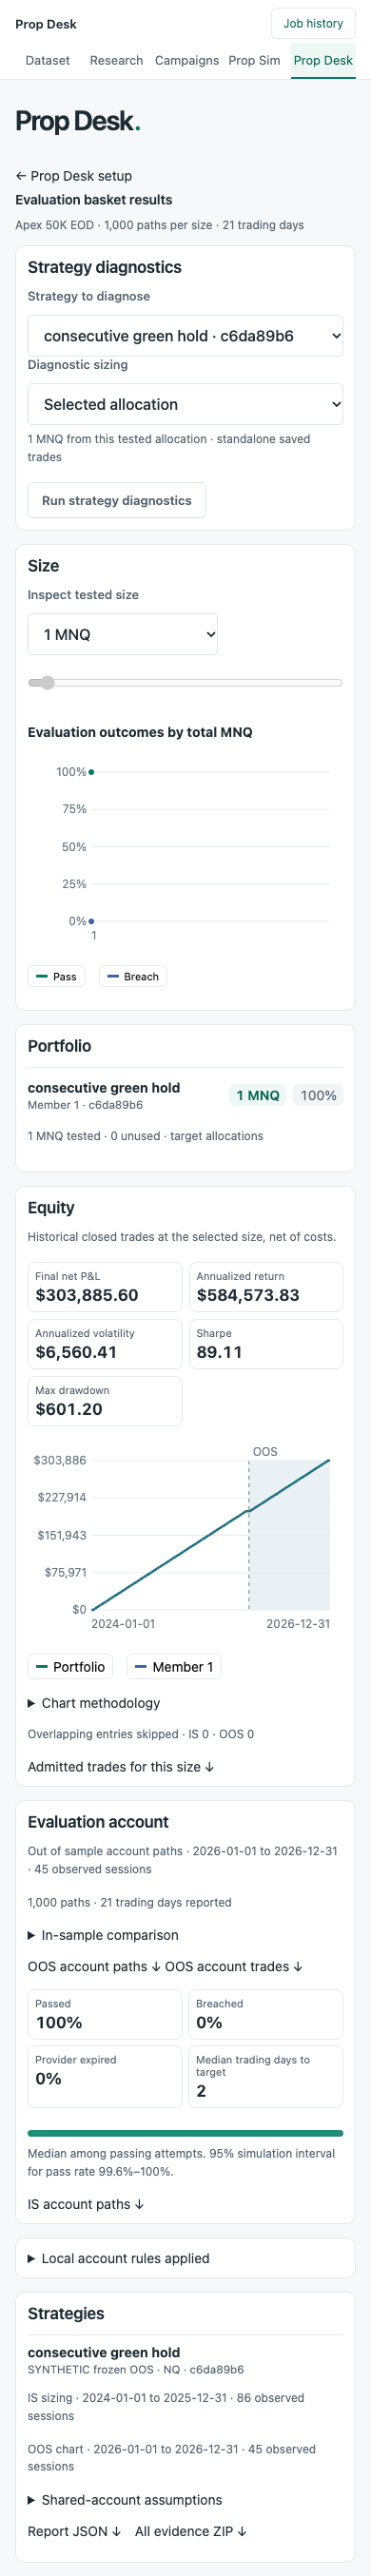 Prop Desk
Job history
Dataset
Research
Campaigns
Prop Sim
Prop Desk
Prop Desk.
← Prop Desk setup
Evaluation basket results
Apex 50K EOD · 1,000 paths per size · 21 trading days
Strategy diagnostics
Strategy to diagnose
consecutive green hold · c6da89b6
Diagnostic sizing
Selected allocation
1 MNQ from this tested allocation · standalone saved
trades
Run strategy diagnostics
Size
Inspect tested size
1 MNQ
Evaluation outcomes by total MNQ
100%
75%
50%
25%
0%
1
Pass
Breach
Portfolio
consecutive green hold
Member 1 · c6da89b6
1 MNQ
100%
1 MNQ tested · 0 unused · target allocations
Equity
Historical closed trades at the selected size, net of costs.
Final net P&L
$303,885.60
Annualized return
$584,573.83
Annualized volatility
$6,560.41
Sharpe
89.11
Max drawdown
$601.20
OOS
$303,886
$227,914
$151,943
$75,971
$0
2024-01-01
2026-12-31
Portfolio
Member 1
▶ Chart methodology
Overlapping entries skipped · IS 0 · OOS 0
Admitted trades for this size ↓
Evaluation account
Out of sample account paths · 2026-01-01 to 2026-12-31
· 45 observed sessions
1,000 paths · 21 trading days reported
▶ In-sample comparison
OOS account paths ↓ OOS account trades ↓
Passed
100%
Breached
0%
Provider expired
0%
Median trading days to
target
2
Median among passing attempts. 95% simulation interval
for pass rate 99.6%–100%.
IS account paths ↓
▶ Local account rules applied
Strategies
consecutive green hold
SYNTHETIC frozen OOS · NQ · c6da89b6
IS sizing · 2024-01-01 to 2025-12-31 · 86 observed
sessions
OOS chart · 2026-01-01 to 2026-12-31 · 45 observed
sessions
▶ Shared-account assumptions
Report JSON ↓ All evidence ZIP ↓